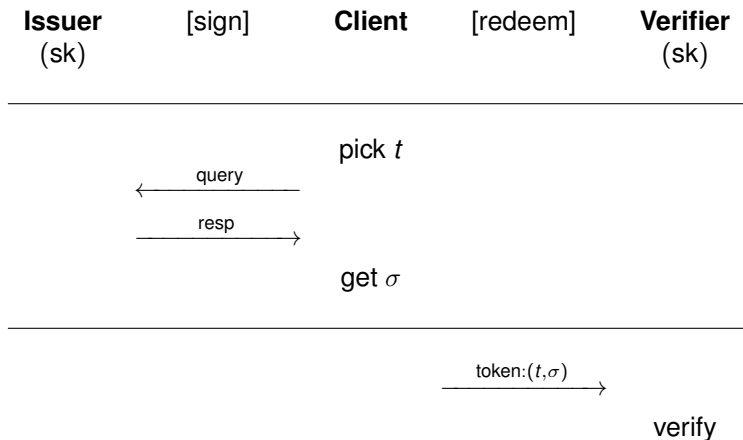 Issuer [sign] Client [redeem] Verifier
(sk) (sk)
pick t
query
resp
get σ
token:(t,σ)
verify